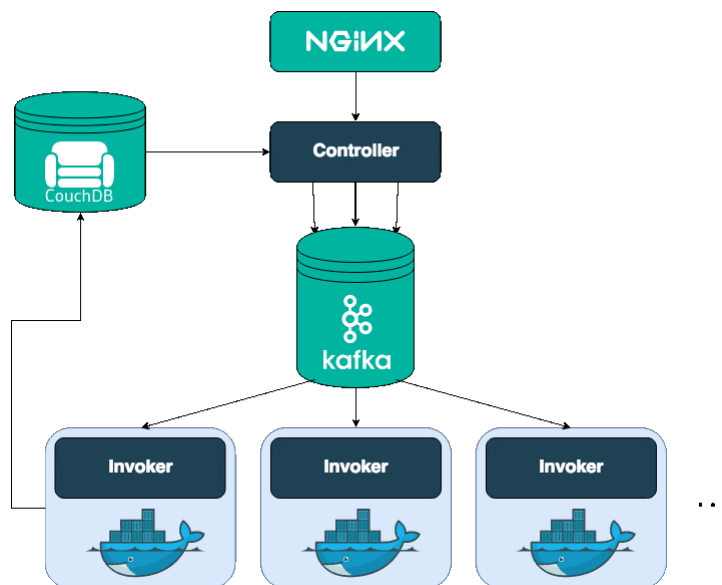 NGiNX
Controller
CouchDB
kafka
Invoker
Invoker
Invoker
..